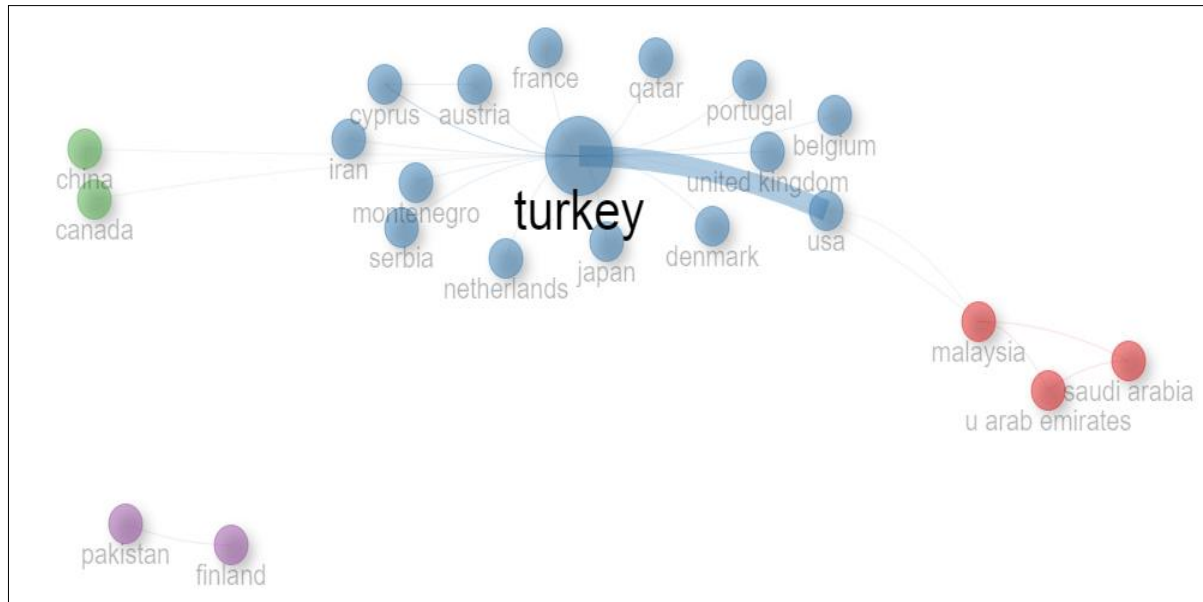 france
qatar
cyprus
austria
portugal
belgium
iran
china
united kingdom
montenegro
turkey
canada
serbia
japan
denmark
usa
netherlands
malaysia
saudi arabia
u arab emirates
pakistan
finland